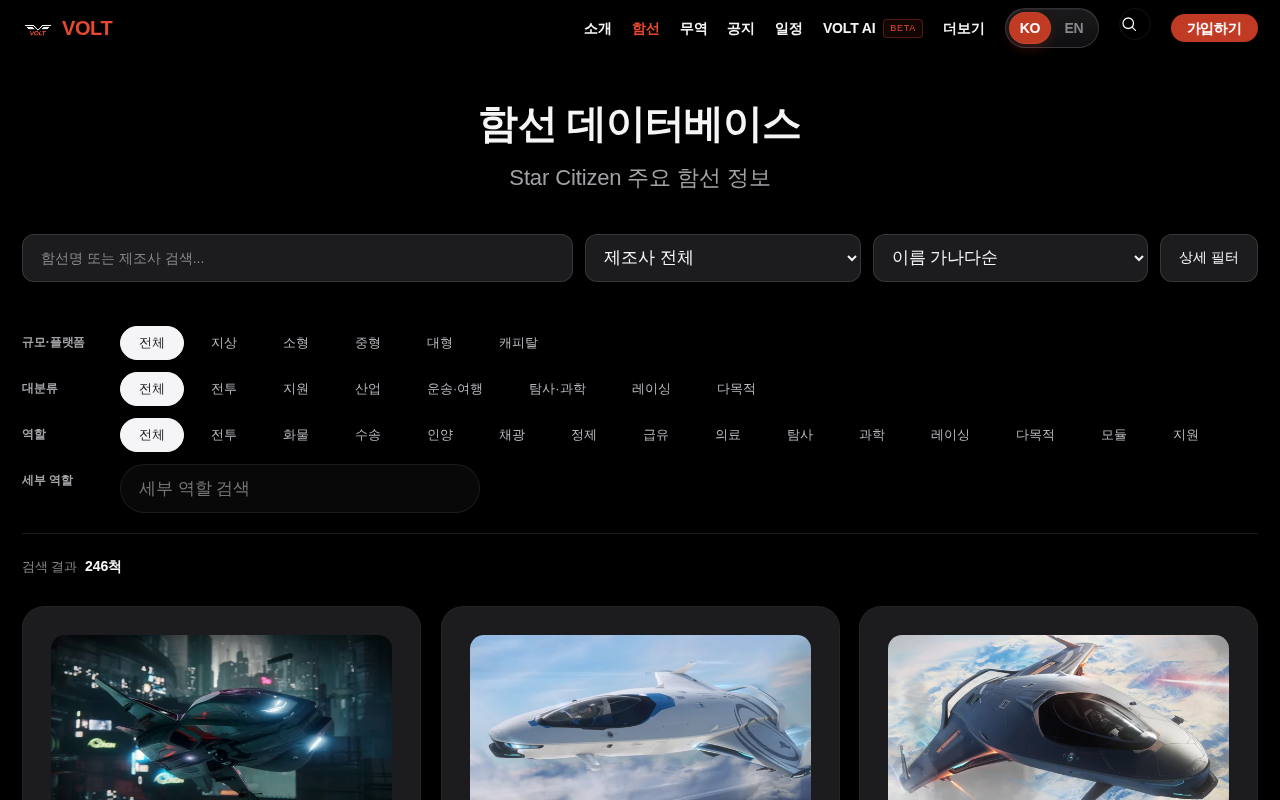 VOLT VOLT 소개 함선 무역 공지 일정 VOLT AI BETA 더보기 KO EN 가입하기
함선 데이터베이스
Star Citizen 주요 함선 정보
함선명 또는 제조사 검색... 제조사 전체 이름 가나다순 상세 필터
규모·플랫폼 전체 지상 소형 중형 대형 캐피탈
대분류 전체 전투 지원 산업 운송·여행 탐사·과학 레이싱 다목적
역할 전체 전투 화물 수송 인양 채광 정제 급유 의료 탐사 과학 레이싱 다목적 모듈 지원
세부 역할 세부 역할 검색
검색 결과 246척